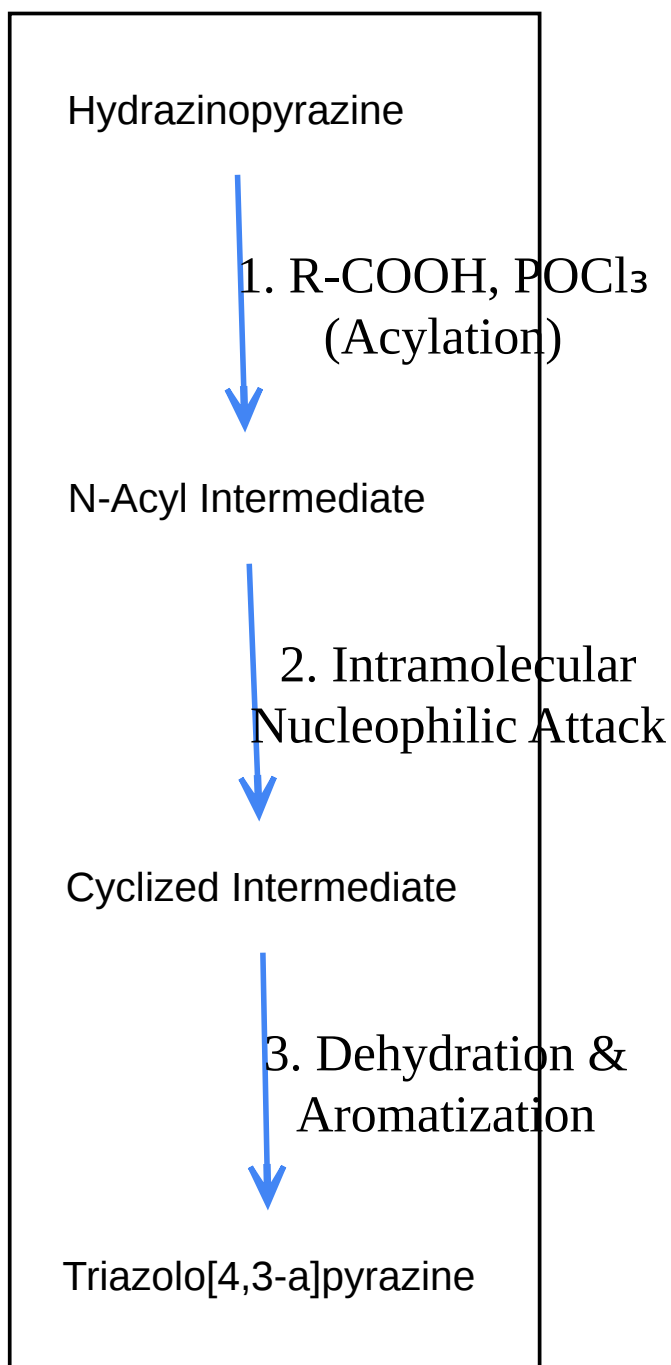 Hydrazinopyrazine
1. R-COOH, POCl₃
(Acylation)
N-Acyl Intermediate
2. Intramolecular
Nucleophilic Attack
Cyclized Intermediate
3. Dehydration &
Aromatization
Triazolo[4,3-a]pyrazine